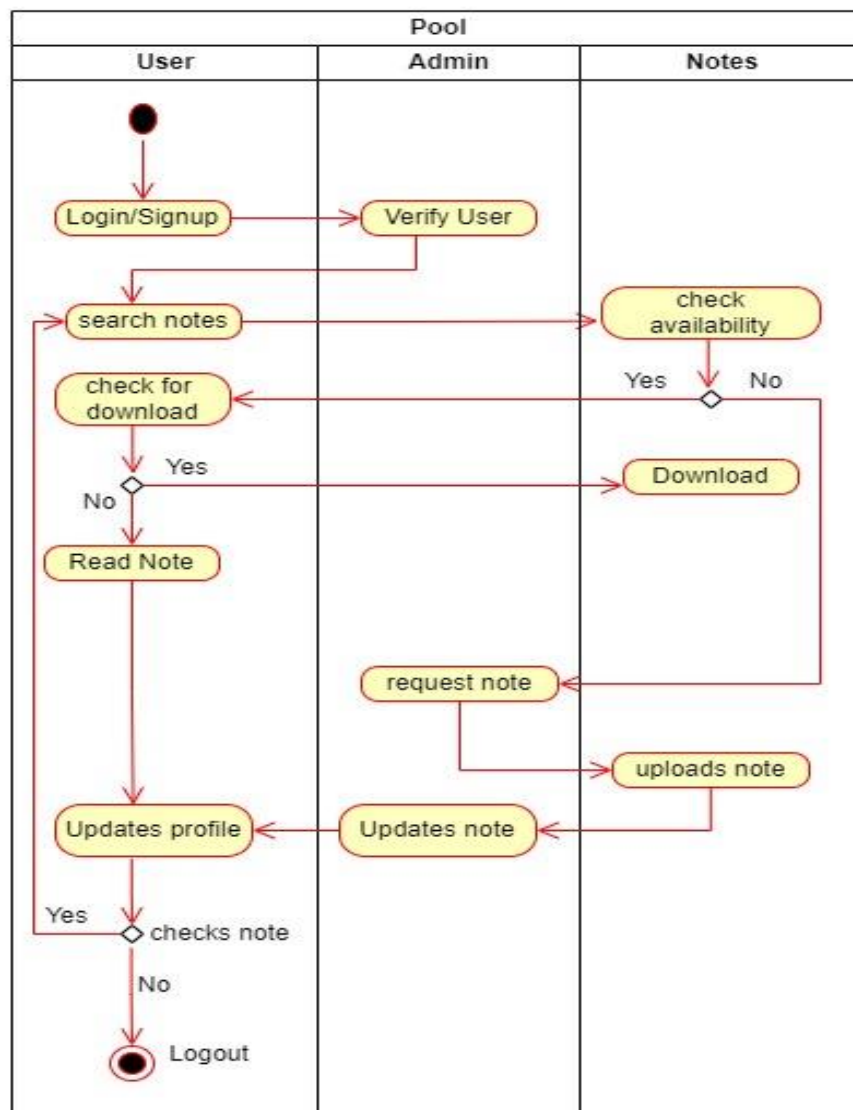 Pool
User
Admin
Notes
Login/Signup
Verify User
search notes
check
availability
check for
download
Yes
No
Yes
Download
No
Read Note
request note
uploads note
Updates profile
Updates note
Yes
checks note
No
Logout